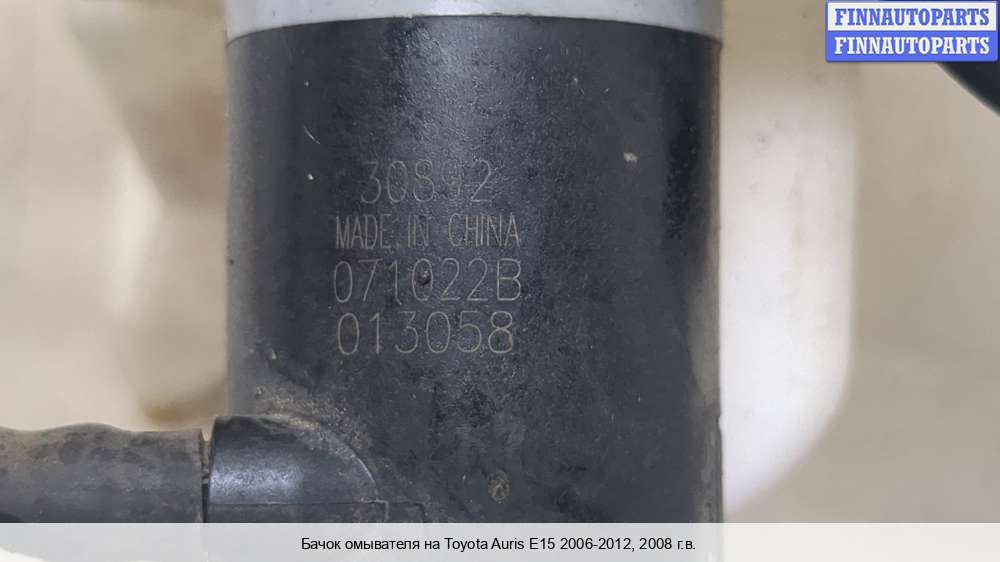 FINNAUTOPARTS
FINNAUTOPARTS
30892
MADE IN CHINA
071022B
013058
Бачок омывателя на Toyota Auris E15 2006-2012, 2008 г.в.